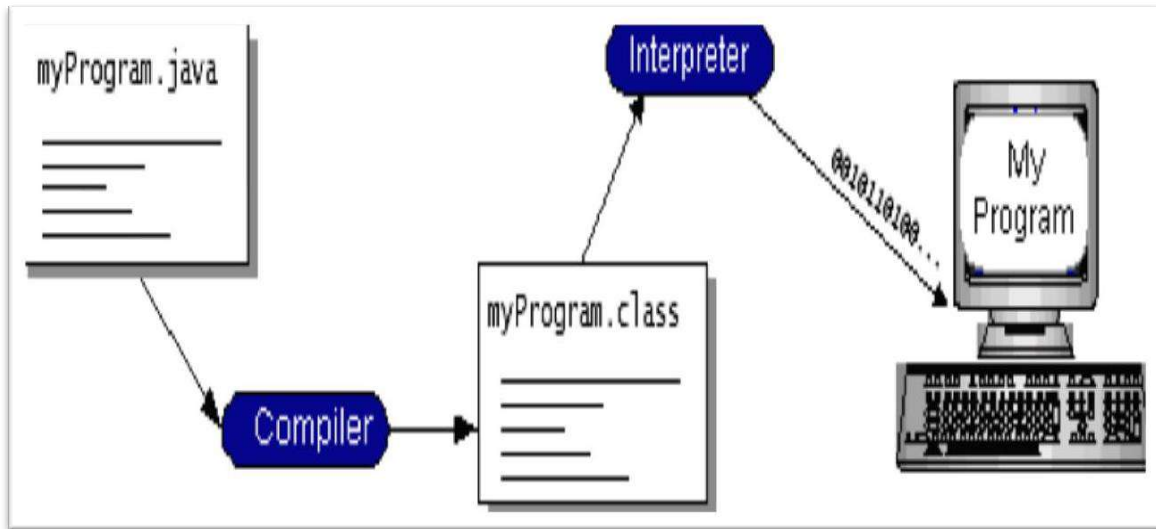 myProgram.java
Compiler
myProgram.class
Interpreter
0010110100...
My
Program